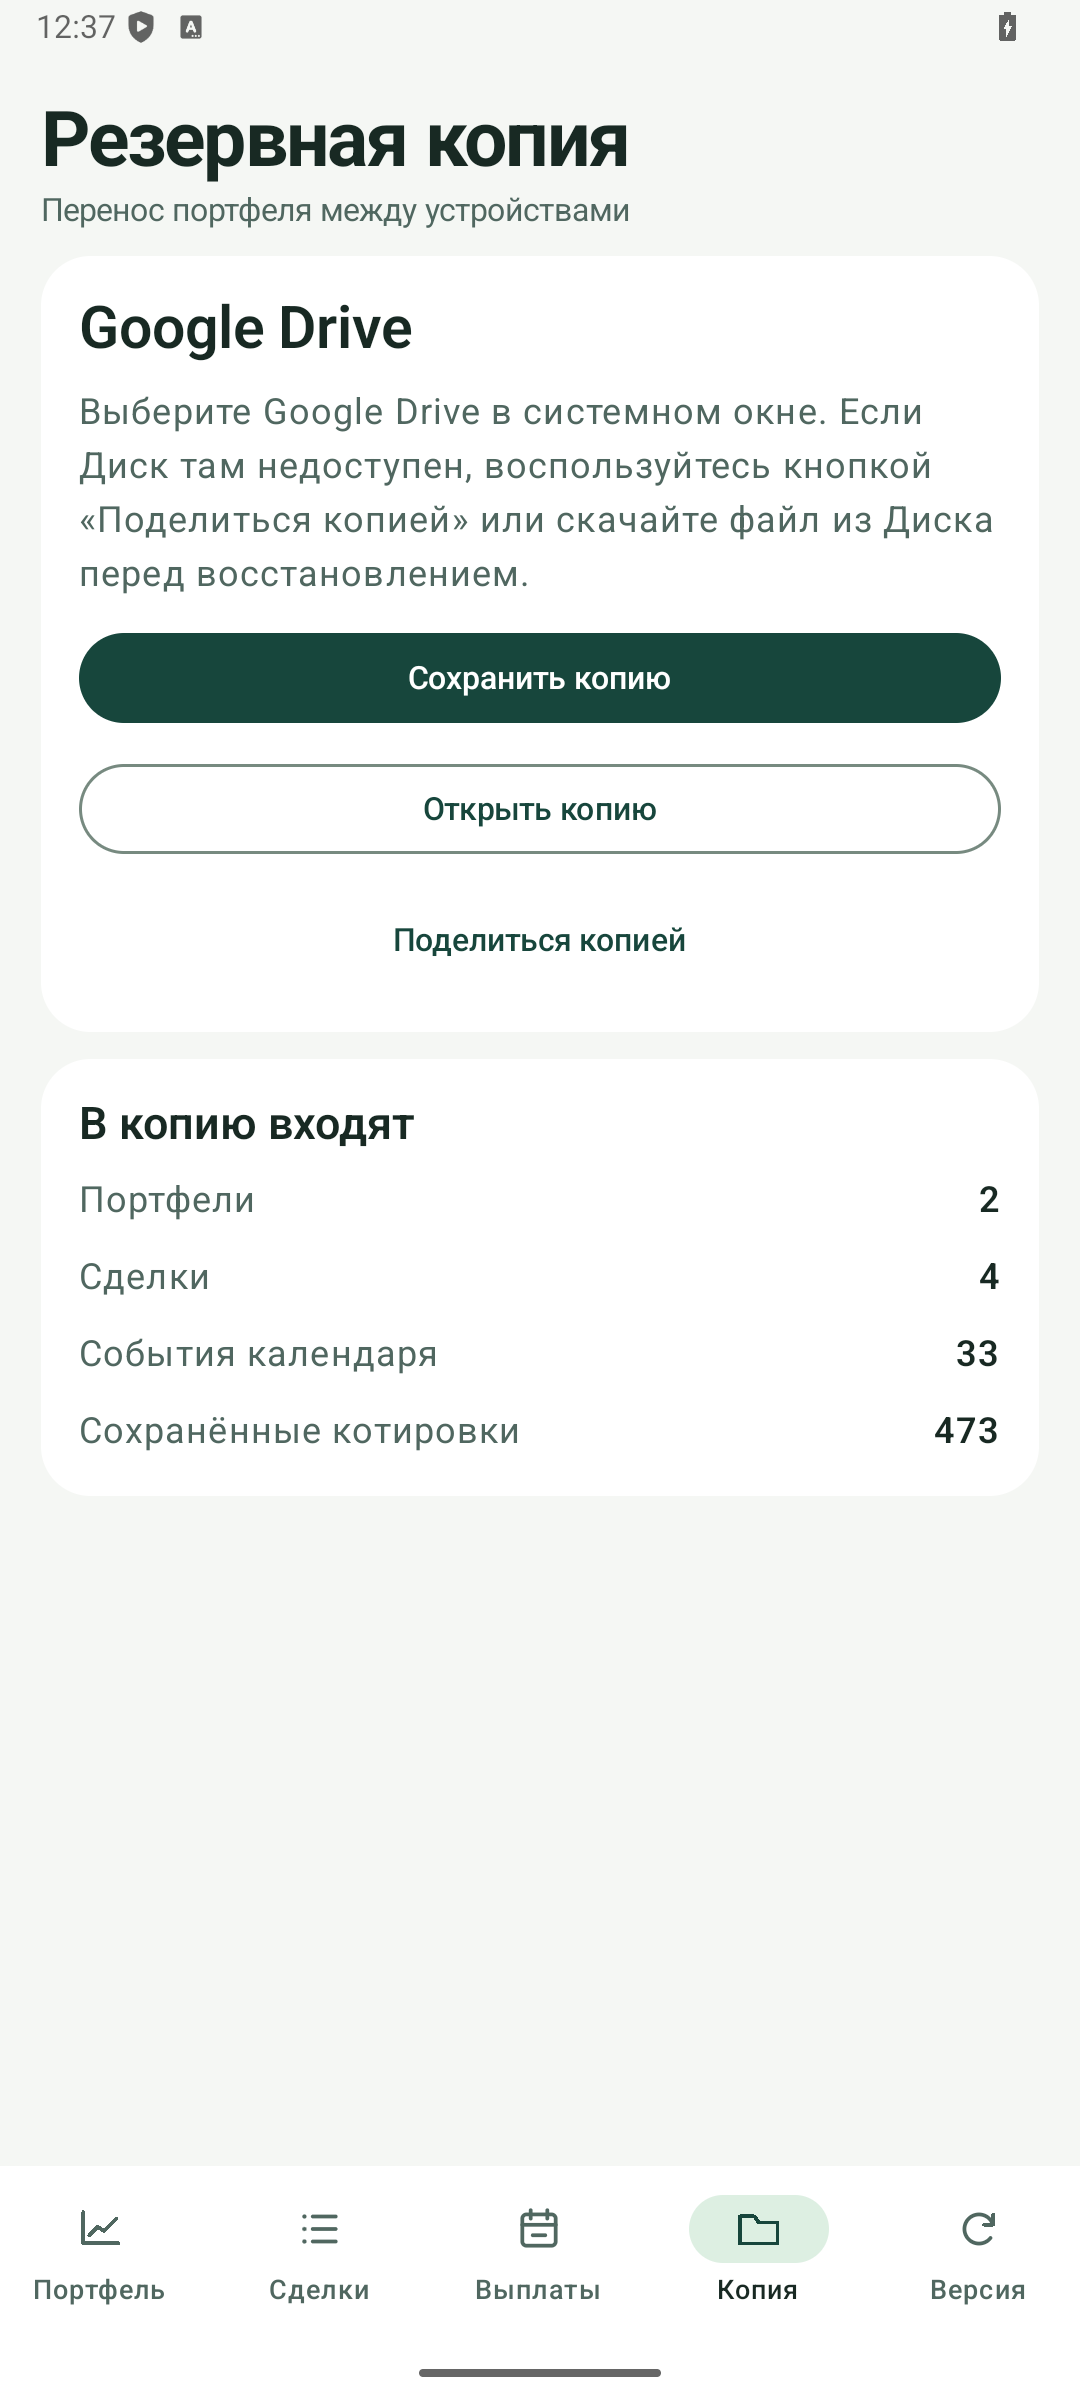 12:37
Резервная копия
Перенос портфеля между устройствами
Google Drive
Выберите Google Drive в системном окне. Если
Диск там недоступен, воспользуйтесь кнопкой
«Поделиться копией» или скачайте файл из Диска
перед восстановлением.
Сохранить копию
Открыть копию
Поделиться копией
В копию входят
Портфели 2
Сделки 4
События календаря 33
Сохранённые котировки 473
Портфель Сделки Выплаты Копия Версия